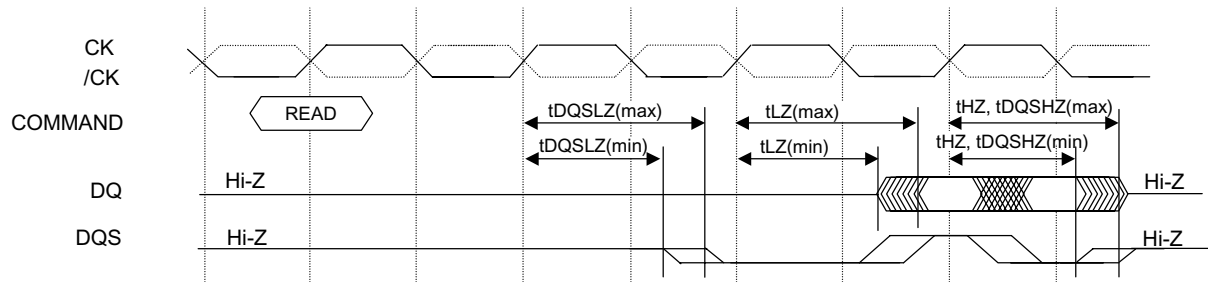 CK
/CK
COMMAND
READ
tDQSLZ(max)
tLZ(max)
tHZ, tDQSHZ(max)
tDQSLZ(min)
tLZ(min)
tHZ, tDQSHZ(min)
DQ
Hi-Z
Hi-Z
DQS
Hi-Z
Hi-Z